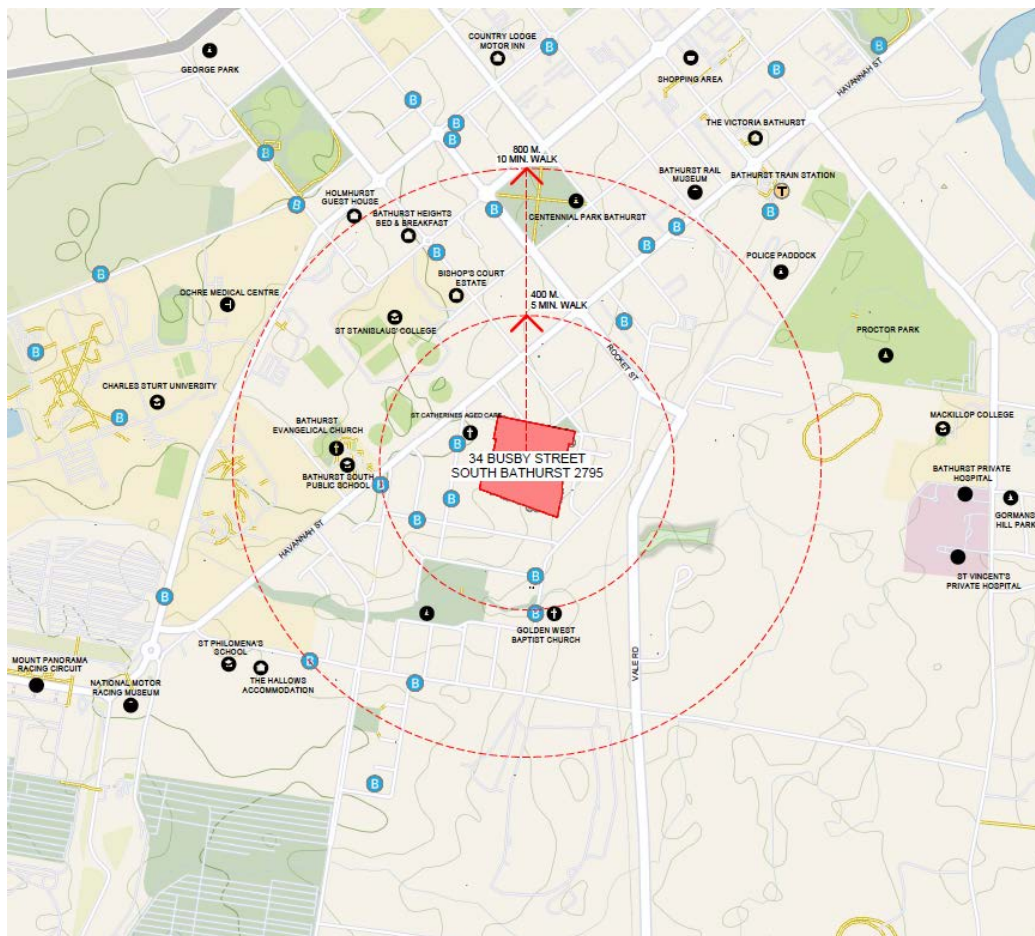 COUNTRY LODGE
MOTOR INN
B
GEORGE PARK
B
HAVANNAH ST
SHOPPING AREA
B
B
B
B
THE VICTORIA BATHURST
800 M.
10 MIN. WALK
B
BATHURST RAIL
MUSEUM
BATHURST TRAIN STATION
T
HOLMHURST
GUEST HOUSE
B
BATHURST HEIGHTS
BED & BREAKFAST
B
CENTENNIAL PARK BATHURST
B
B
B
B
POLICE PADDOCK
B
BISHOP'S COURT
ESTATE
OCHRE MEDICAL CENTRE
400 M.
5 MIN. WALK
ST STANISLAUS' COLLEGE
B
PROCTOR PARK
B
ROCKET ST
CHARLES STURT UNIVERSITY
B
ST CATHERINES AGED CARE
MACKILLOP COLLEGE
BATHURST
EVANGELICAL CHURCH
B
34 BUSBY STREET
SOUTH BATHURST 2795
BATHURST SOUTH
PUBLIC SCHOOL
B
BATHURST PRIVATE
HOSPITAL
B
GORMANS
HILL PARK
HAVANNAH ST
B
B
ST VINCENT'S
PRIVATE HOSPITAL
B
B
GOLDEN WEST
BAPTIST CHURCH
ST PHILOMENA'S
SCHOOL
B
VALE RD
MOUNT PANORAMA
RACING CIRCUIT
THE HALLOWS
ACCOMMODATION
B
NATIONAL MOTOR
RACING MUSEUM
B